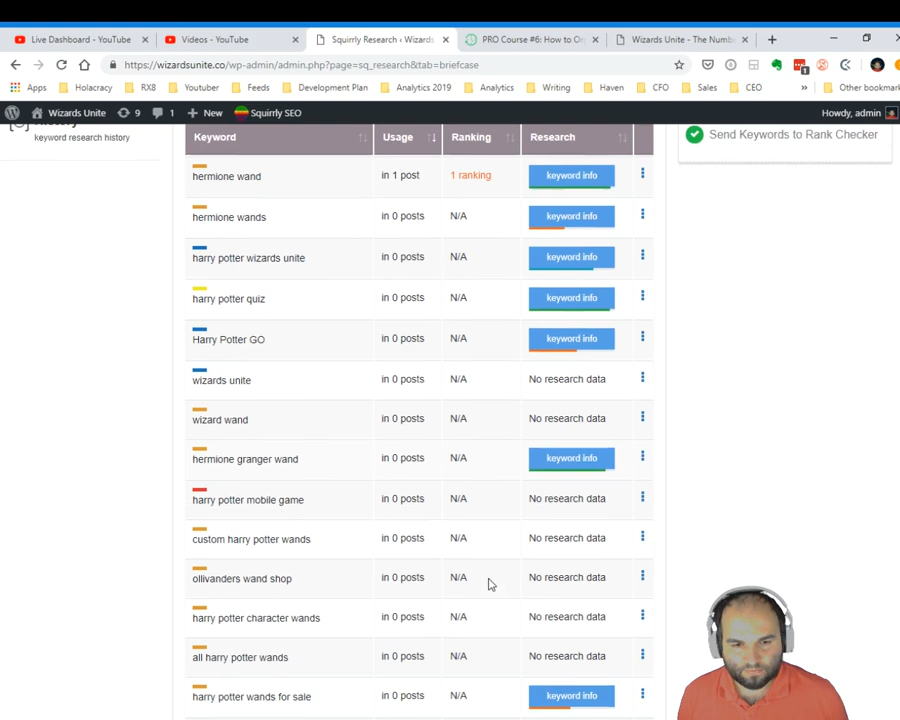 Live Dashboard - YouTube
Videos - YouTube
Squirrly Research ‹ Wizards
PRO Course #6: How to Or
Wizards Unite - The Numb
https://wizardsunite.co/wp-admin/admin.php?page=sq_research&tab=briefcase
1
Apps Holacracy RX8 Youtuber Feeds Development Plan Analytics 2019 Analytics Writing Haven CFO Sales CEO » Other bookmark
Wizards Unite 9 1 New Squirrly SEO Howdy, admin
keyword research history
Send Keywords to Rank Checker
Keyword Usage Ranking Research
hermione wand in 1 post 1 ranking keyword info
hermione wands in 0 posts N/A keyword info
harry potter wizards unite in 0 posts N/A keyword info
harry potter quiz in 0 posts N/A keyword info
Harry Potter GO in 0 posts N/A keyword info
wizards unite in 0 posts N/A No research data
wizard wand in 0 posts N/A No research data
hermione granger wand in 0 posts N/A keyword info
harry potter mobile game in 0 posts N/A No research data
custom harry potter wands in 0 posts N/A No research data
ollivanders wand shop in 0 posts N/A No research data
harry potter character wands in 0 posts N/A No research data
all harry potter wands in 0 posts N/A No research data
harry potter wands for sale in 0 posts N/A keyword info